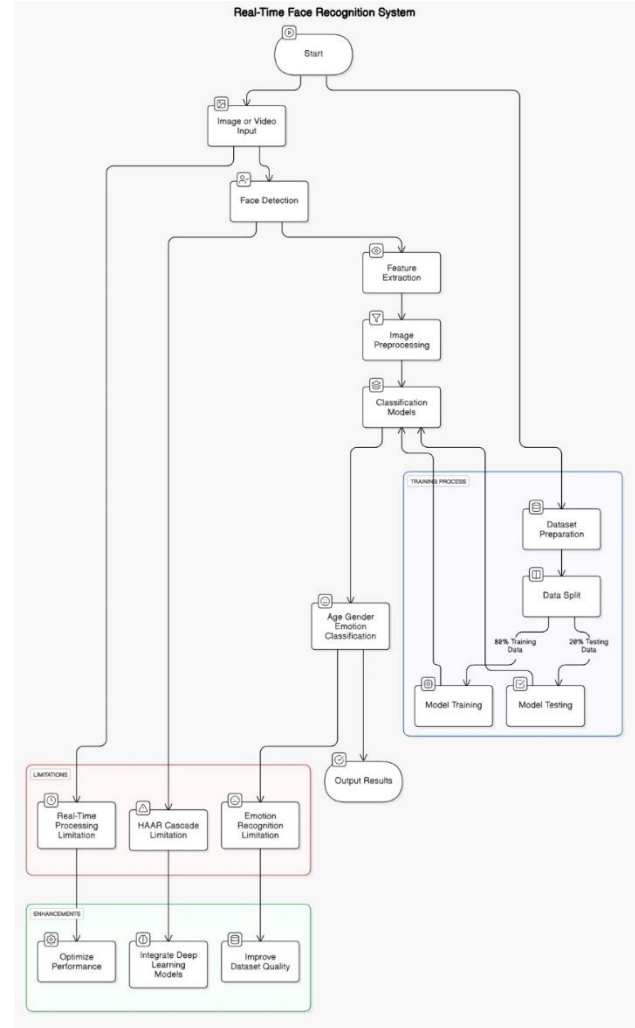 Real-Time Face Recognition System
Start
Image or Video
Input
Face Detection
Feature
Extraction
Image
Preprocessing
Classification
Models
TRAINING PROCESS
Dataset
Preparation
Data Split
80% Training
Data
20% Testing
Data
Model Training
Model Testing
Age Gender
Emotion
Classification
Output Results
LIMITATIONS
Real-Time
Processing
Limitation
HAAR Cascade
Limitation
Emotion
Recognition
Limitation
ENHANCEMENTS
Optimize
Performance
Integrate Deep
Learning
Models
Improve
Dataset Quality